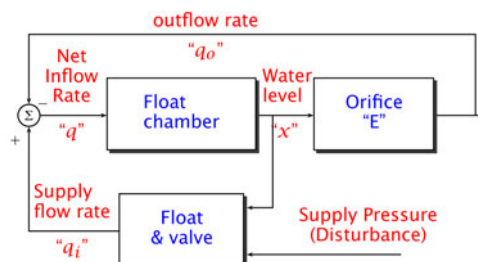 outflow rate
“qo”
Net
Inflow
Rate
“q”
Float
chamber
Water
level
“x”
Orifice
“E”
−
Σ
+
Supply
flow rate
“qi”
Float
& valve
Supply Pressure
(Disturbance)